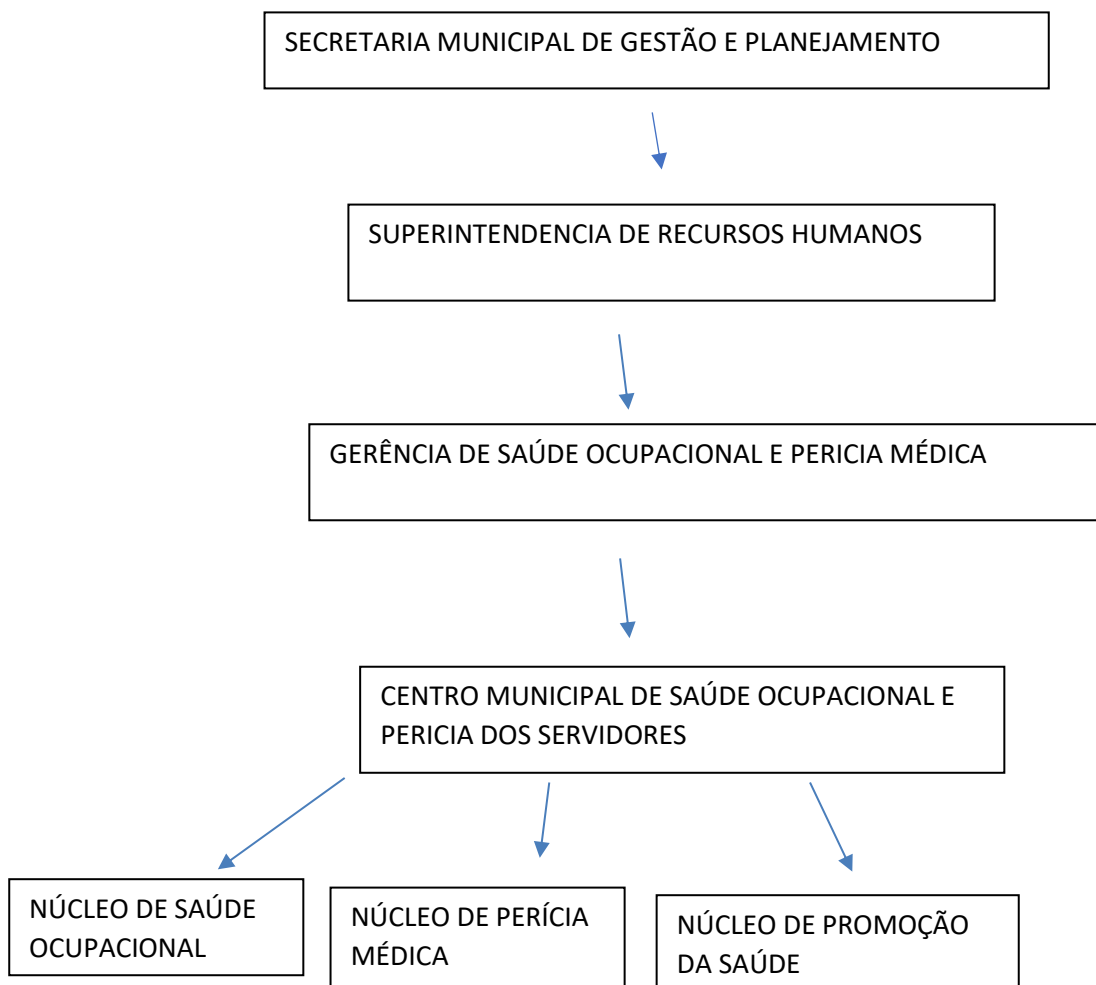 SECRETARIA MUNICIPAL DE GESTÃO E PLANEJAMENTO
SUPERINTENDENCIA DE RECURSOS HUMANOS
GERÊNCIA DE SAÚDE OCUPACIONAL E PERICIA MÉDICA
CENTRO MUNICIPAL DE SAÚDE OCUPACIONAL E
PERICIA DOS SERVIDORES
NÚCLEO DE SAÚDE
OCUPACIONAL
NÚCLEO DE PERÍCIA
MÉDICA
NÚCLEO DE PROMOÇÃO
DA SAÚDE